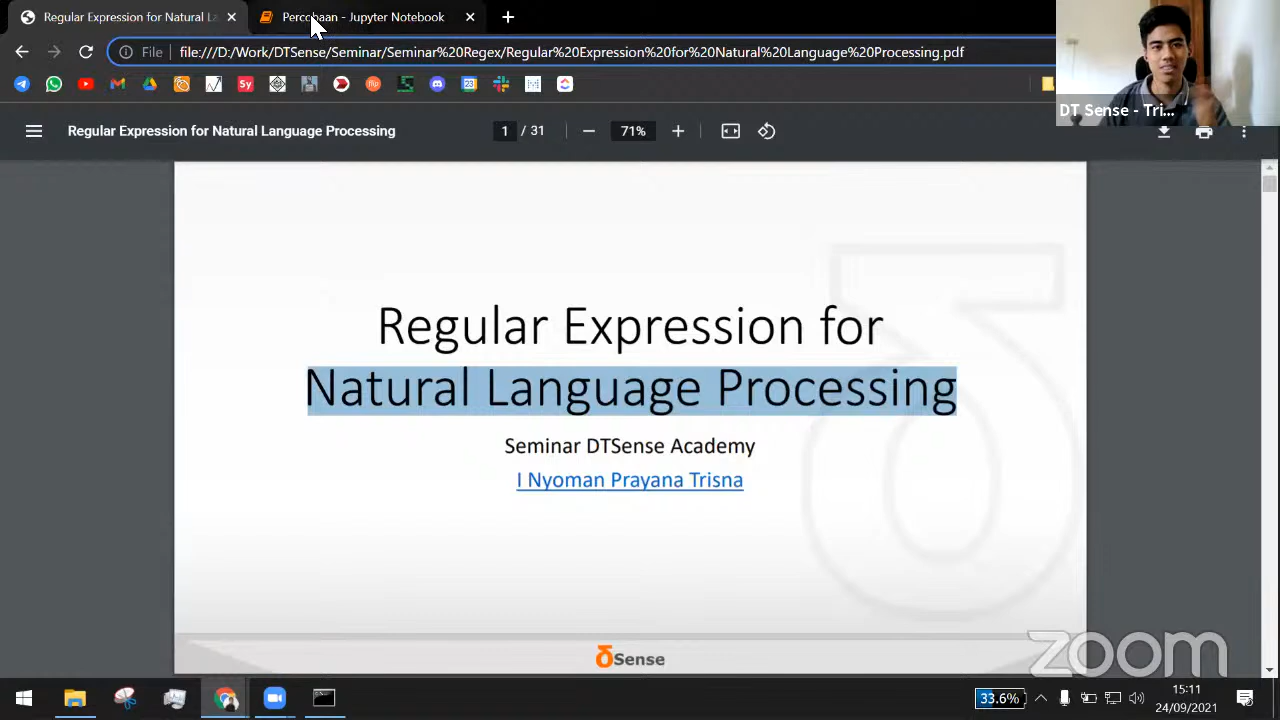 Regular Expression for Natural La
Percobaan - Jupyter Notebook
File
file:///D:/Work/DTSense/Seminar/Seminar%20Regex/Regular%20Expression%20for%20Natural%20Language%20Processing.pdf
Sy
31
DT Sense - Tri...
Regular Expression for Natural Language Processing
1 / 31
71%
Regular Expression for
Natural Language Processing
Seminar DTSense Academy
I Nyoman Prayana Trisna
Sense
zoom
33.6%
15:11
24/09/2021